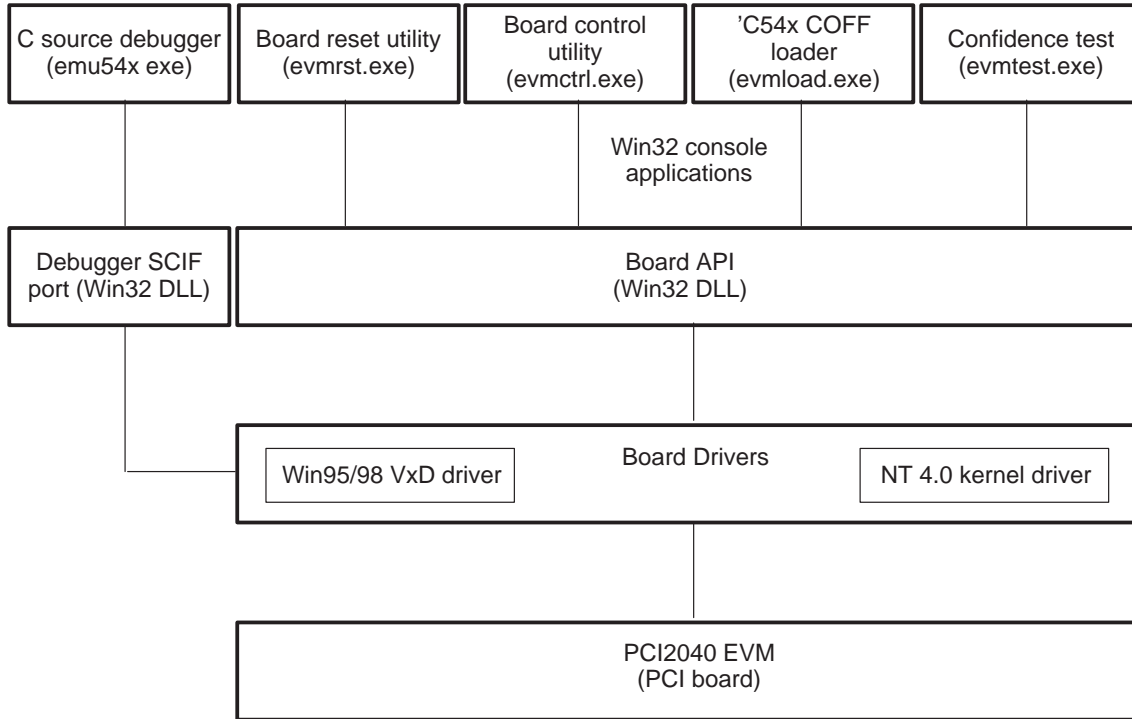 C source debugger
(emu54x exe)
Board reset utility
(evmrst.exe)
Board control
utility
(evmctrl.exe)
’C54x COFF
loader
(evmload.exe)
Confidence test
(evmtest.exe)
Win32 console
applications
Debugger SCIF
port (Win32 DLL)
Board API
(Win32 DLL)
Board Drivers
Win95/98 VxD driver
NT 4.0 kernel driver
PCI2040 EVM
(PCI board)